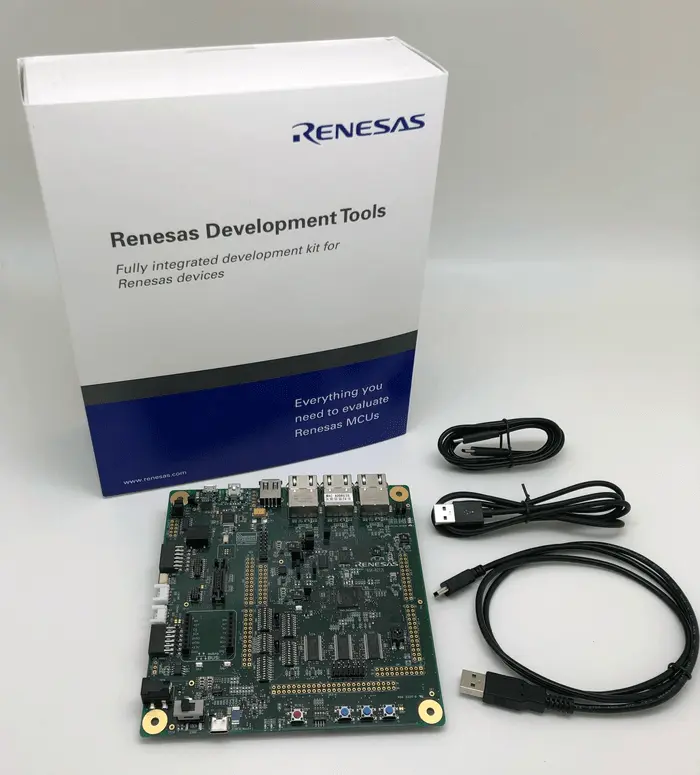 RENESAS
Renesas Development Tools
Fully integrated development kit for
Renesas devices
Everything you
need to evaluate
Renesas MCUs
www.renesas.com
RENESAS